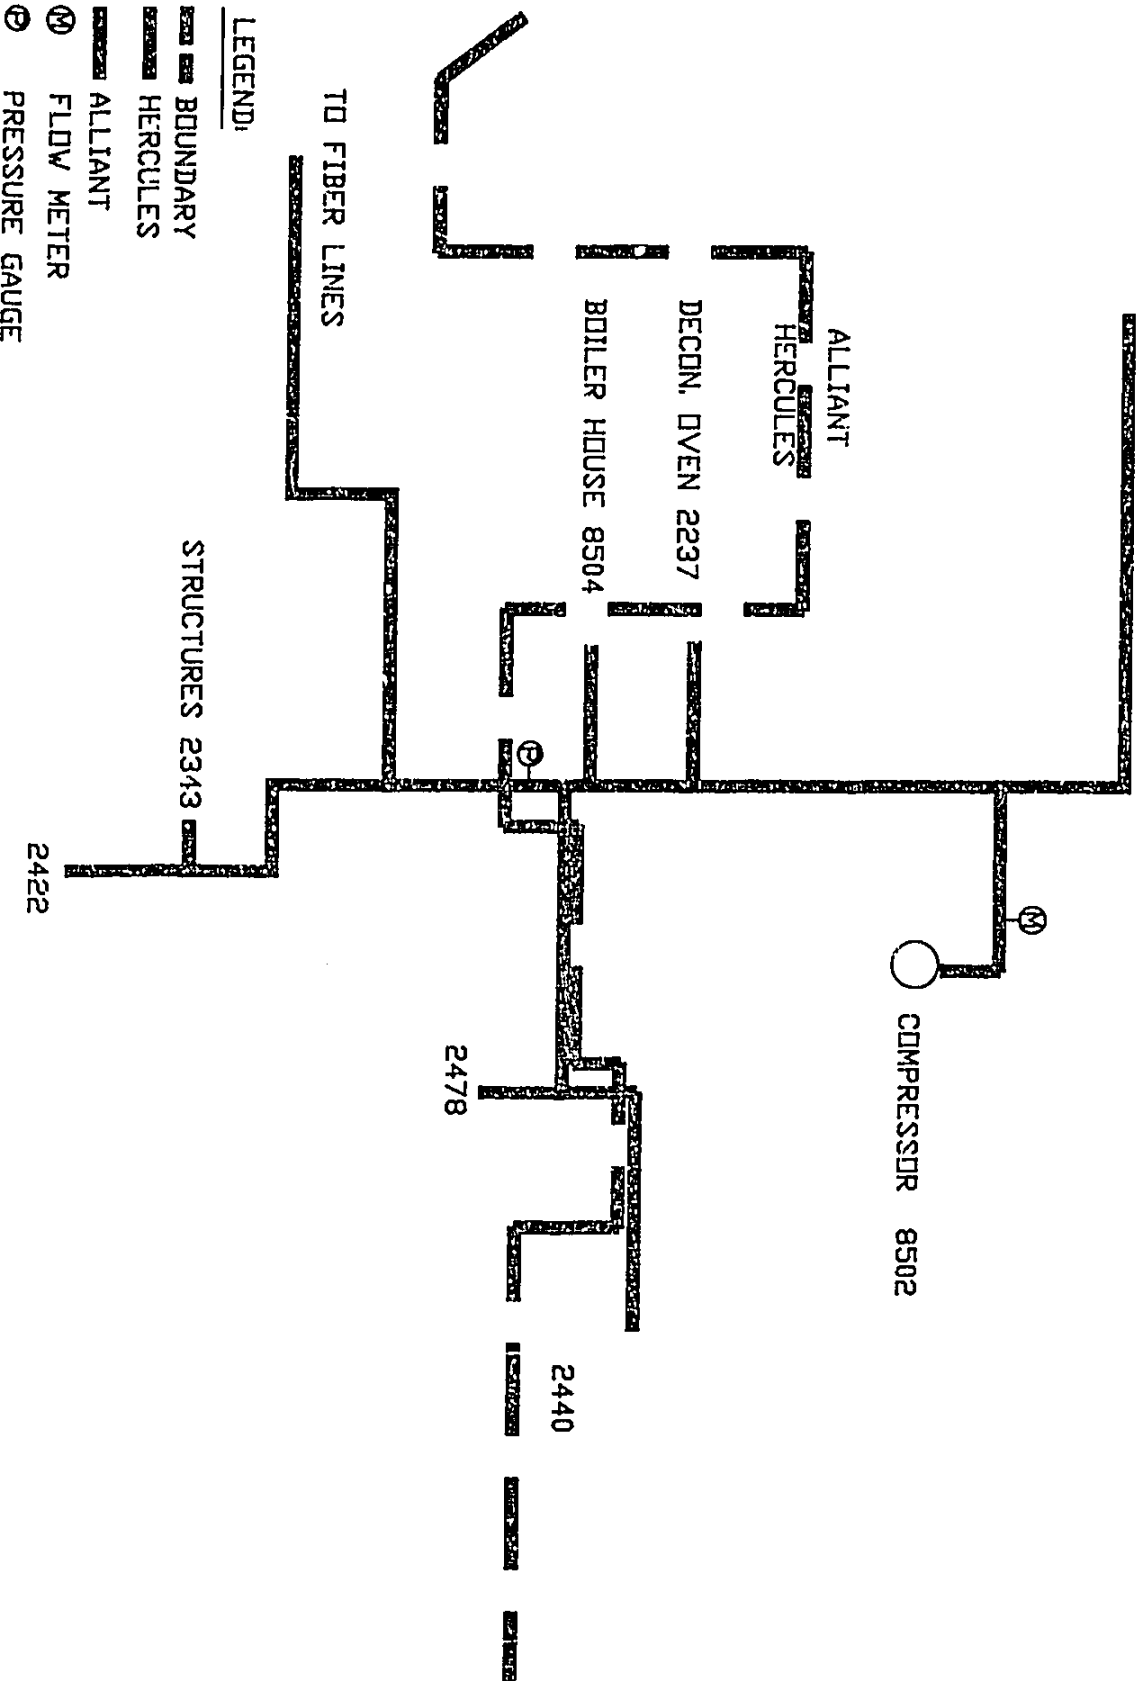 ALLIANT
HERCULES
COMPRESSOR 8502
DECON. OVEN 2237
BOILER HOUSE 8504
2440
2478
TO FIBER LINES
STRUCTURES 2343
2422
LEGEND:
BOUNDARY
HERCULES
ALLIANT
M FLOW METER
P PRESSURE GAUGE
M
P